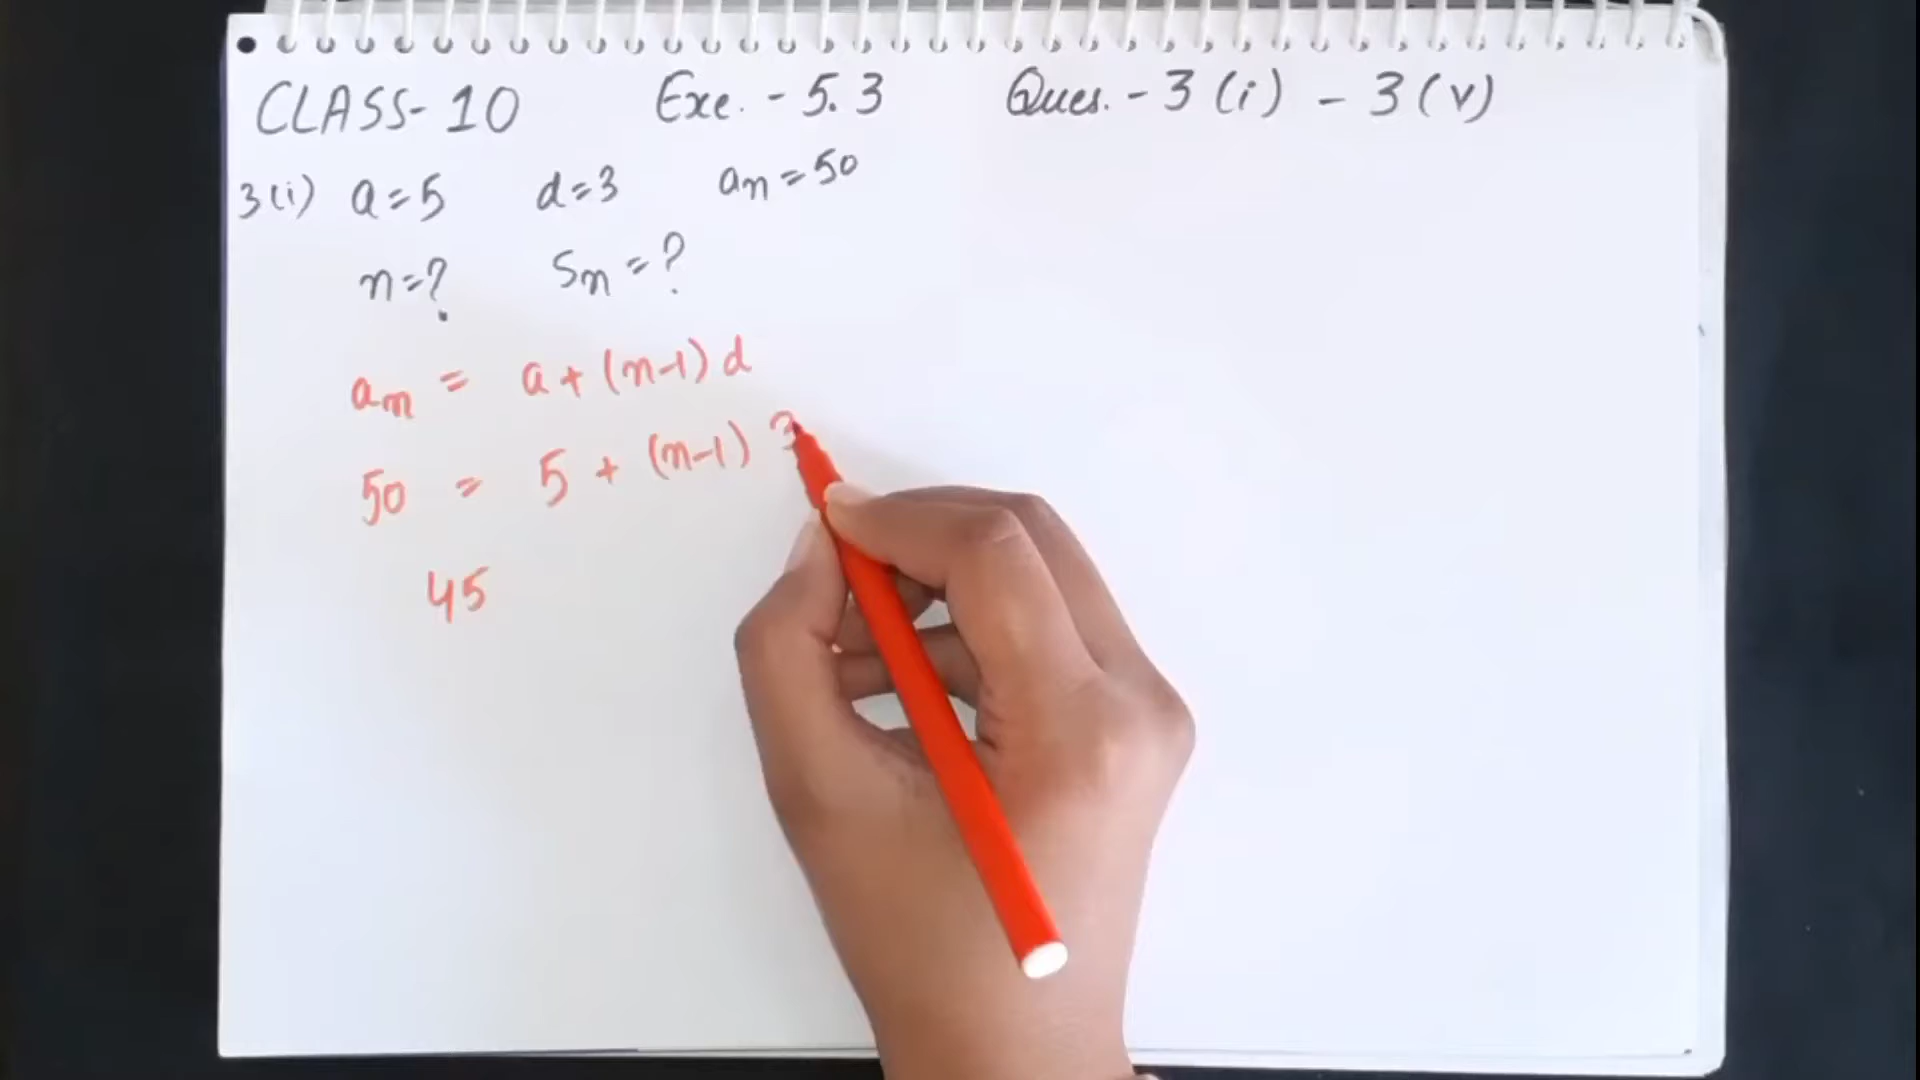 CLASS-10 Exe. - 5.3 Ques. - 3 (i) - 3 (v)
3(i) a=5 d=3 an=50
n=? Sn=?
an = a+(n-1)d
50 = 5+(n-1) 3
45